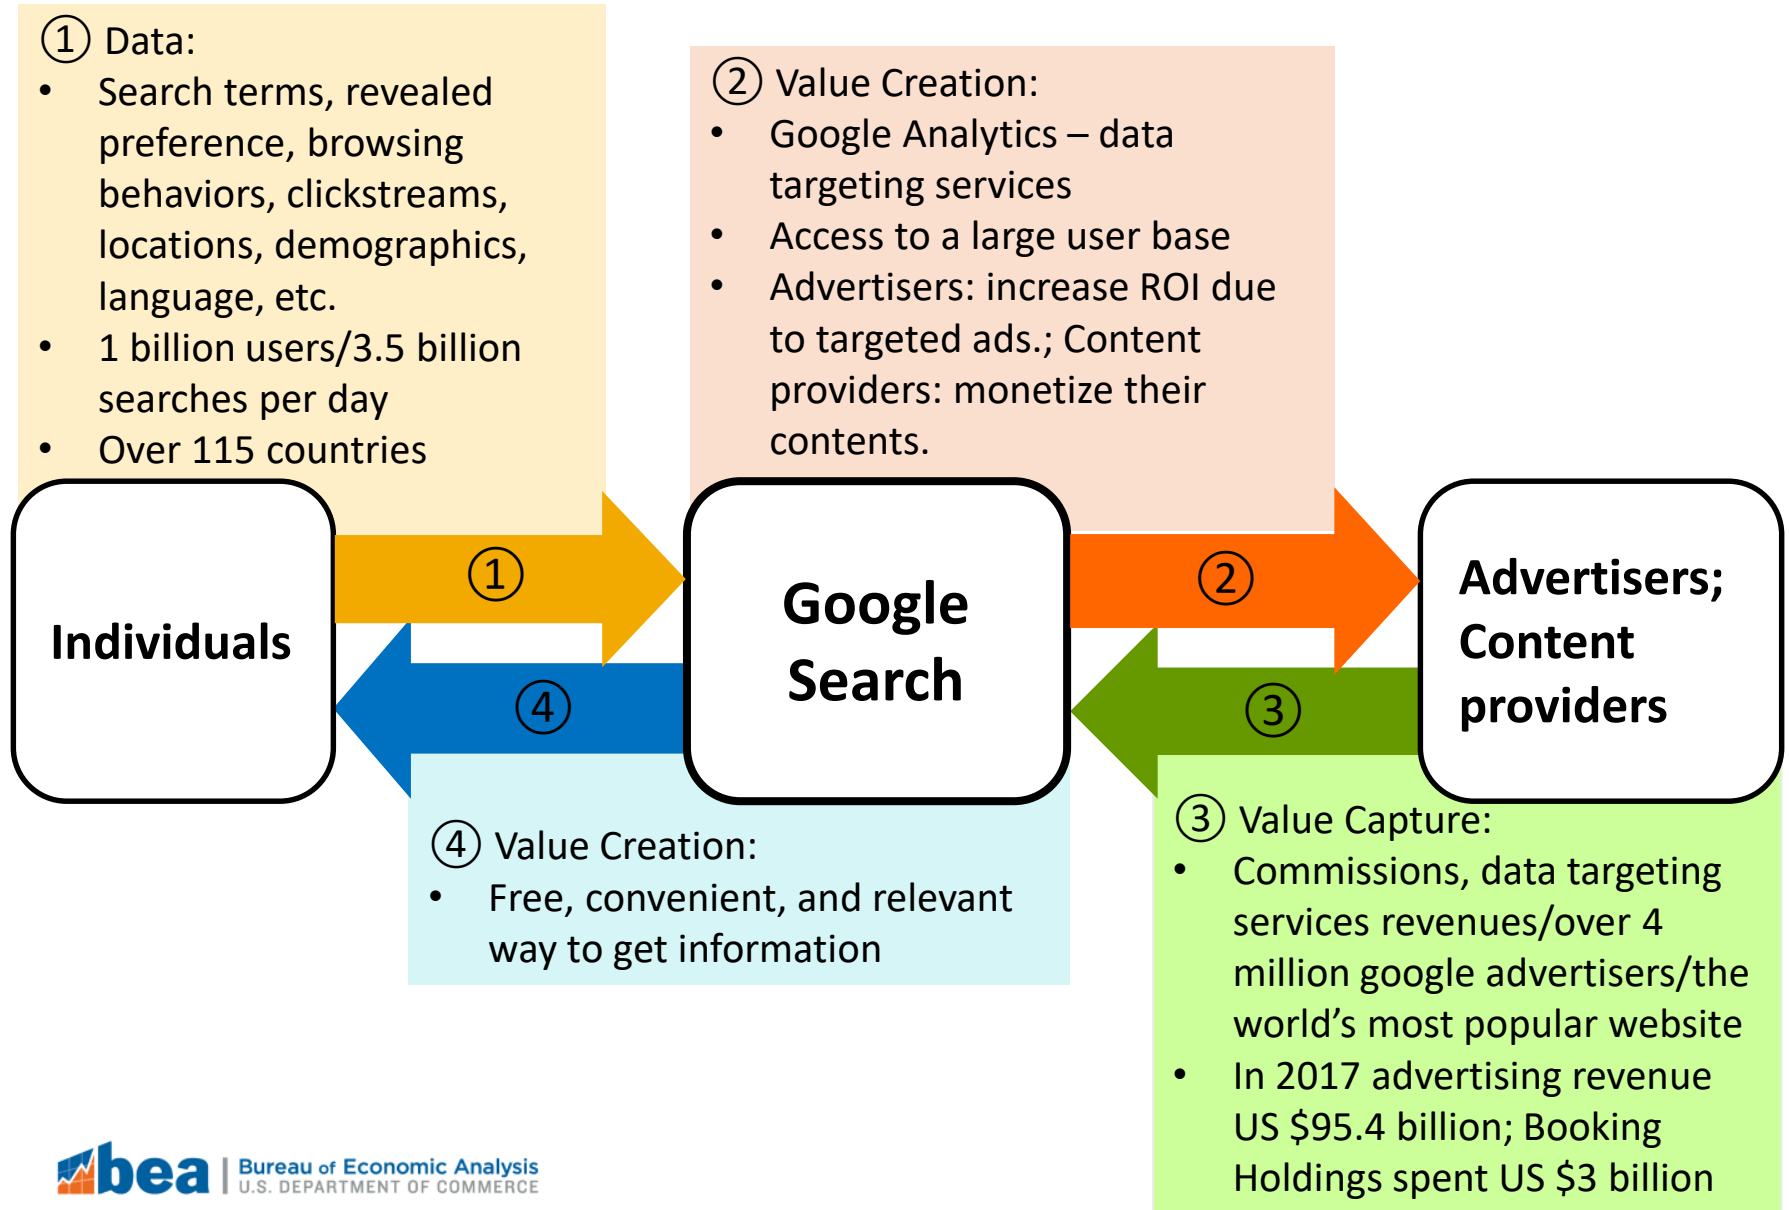 ① Data:
• Search terms, revealed
preference, browsing
behaviors, clickstreams,
locations, demographics,
language, etc.
• 1 billion users/3.5 billion
searches per day
• Over 115 countries
② Value Creation:
• Google Analytics – data
targeting services
• Access to a large user base
• Advertisers: increase ROI due
to targeted ads.; Content
providers: monetize their
contents.
Individuals
①
④
Google
Search
②
③
Advertisers;
Content
providers
④ Value Creation:
• Free, convenient, and relevant
way to get information
③ Value Capture:
• Commissions, data targeting
services revenues/over 4
million google advertisers/the
world’s most popular website
• In 2017 advertising revenue
US $95.4 billion; Booking
Holdings spent US $3 billion
bea
Bureau of Economic Analysis
U.S. DEPARTMENT OF COMMERCE